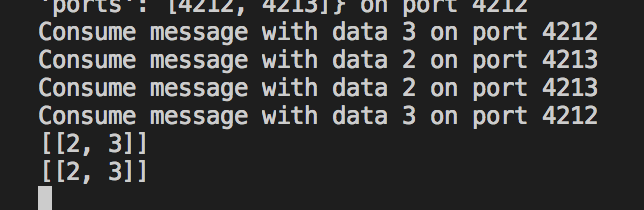 'ports': [4212, 4213]} on port 4212
Consume message with data 3 on port 4212
Consume message with data 2 on port 4213
Consume message with data 2 on port 4213
Consume message with data 3 on port 4212
[[2, 3]]
[[2, 3]]